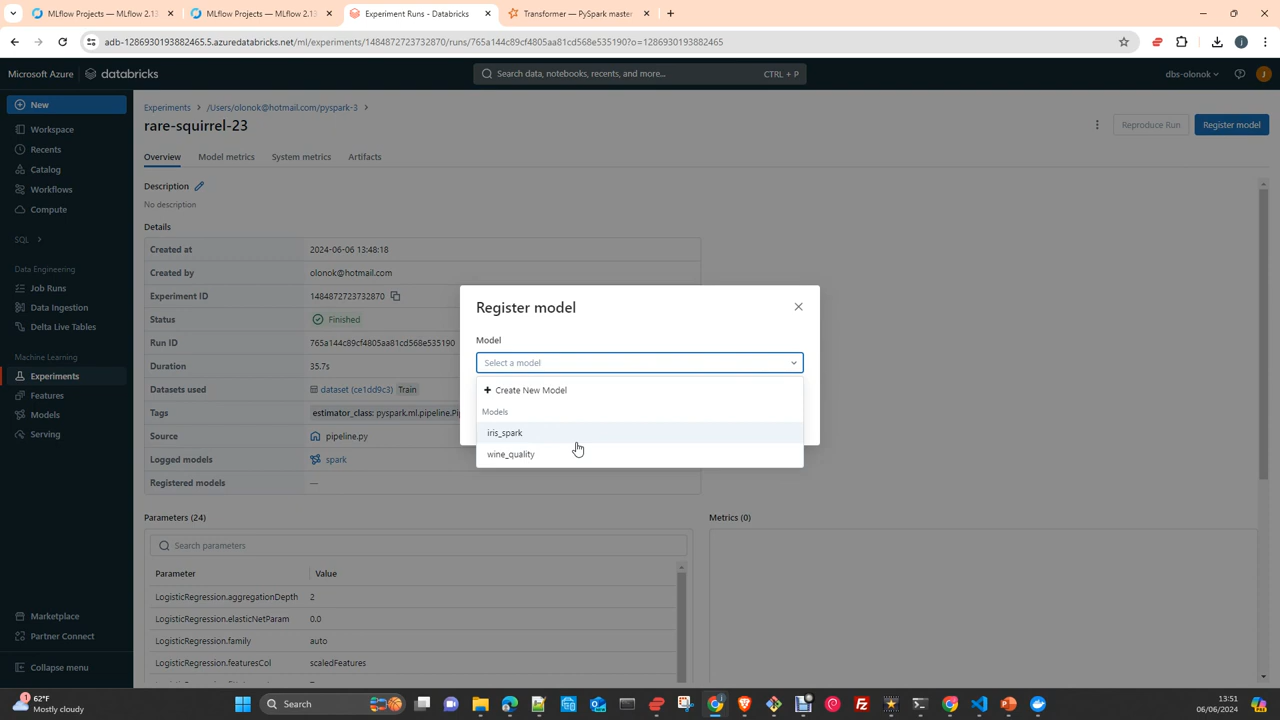 MLflow Projects — MLflow 2.13
MLflow Projects — MLflow 2.13
Experiment Runs - Databricks
Transformer — PySpark master
adb-1286930193882465.5.azuredatabricks.net/ml/experiments/1484872723732870/runs/765a144c89cf4805aa81cd568e535190?o=1286930193882465
Microsoft Azure
databricks
Search data, notebooks, recents, and more...
CTRL + P
dbs-olonok
J
New
Workspace
Recents
Catalog
Workflows
Compute
SQL
Data Engineering
Job Runs
Data Ingestion
Delta Live Tables
Machine Learning
Experiments
Features
Models
Serving
Marketplace
Partner Connect
Collapse menu
Experiments > /Users/olonok@hotmail.com/pyspark-3 >
rare-squirrel-23
Reproduce Run
Register model
Overview
Model metrics
System metrics
Artifacts
Description
No description
Details
Created at 2024-06-06 13:48:18
Created by olonok@hotmail.com
Experiment ID 1484872723732870
Status Finished
Run ID 765a144c89cf4805aa81cd568e535190
Duration 35.7s
Datasets used dataset (ce1dd9c3) Train
Tags estimator_class: pyspark.ml.pipeline.Pi
Source pipeline.py
Logged models spark
Registered models —
Register model
Model
Select a model
+ Create New Model
Models
iris_spark
wine_quality
Parameters (24)
Search parameters
Parameter Value
LogisticRegression.aggregationDepth 2
LogisticRegression.elasticNetParam 0.0
LogisticRegression.family auto
LogisticRegression.featuresCol scaledFeatures
Metrics (0)
1
62°F
Mostly cloudy
Search
13:51
06/06/2024